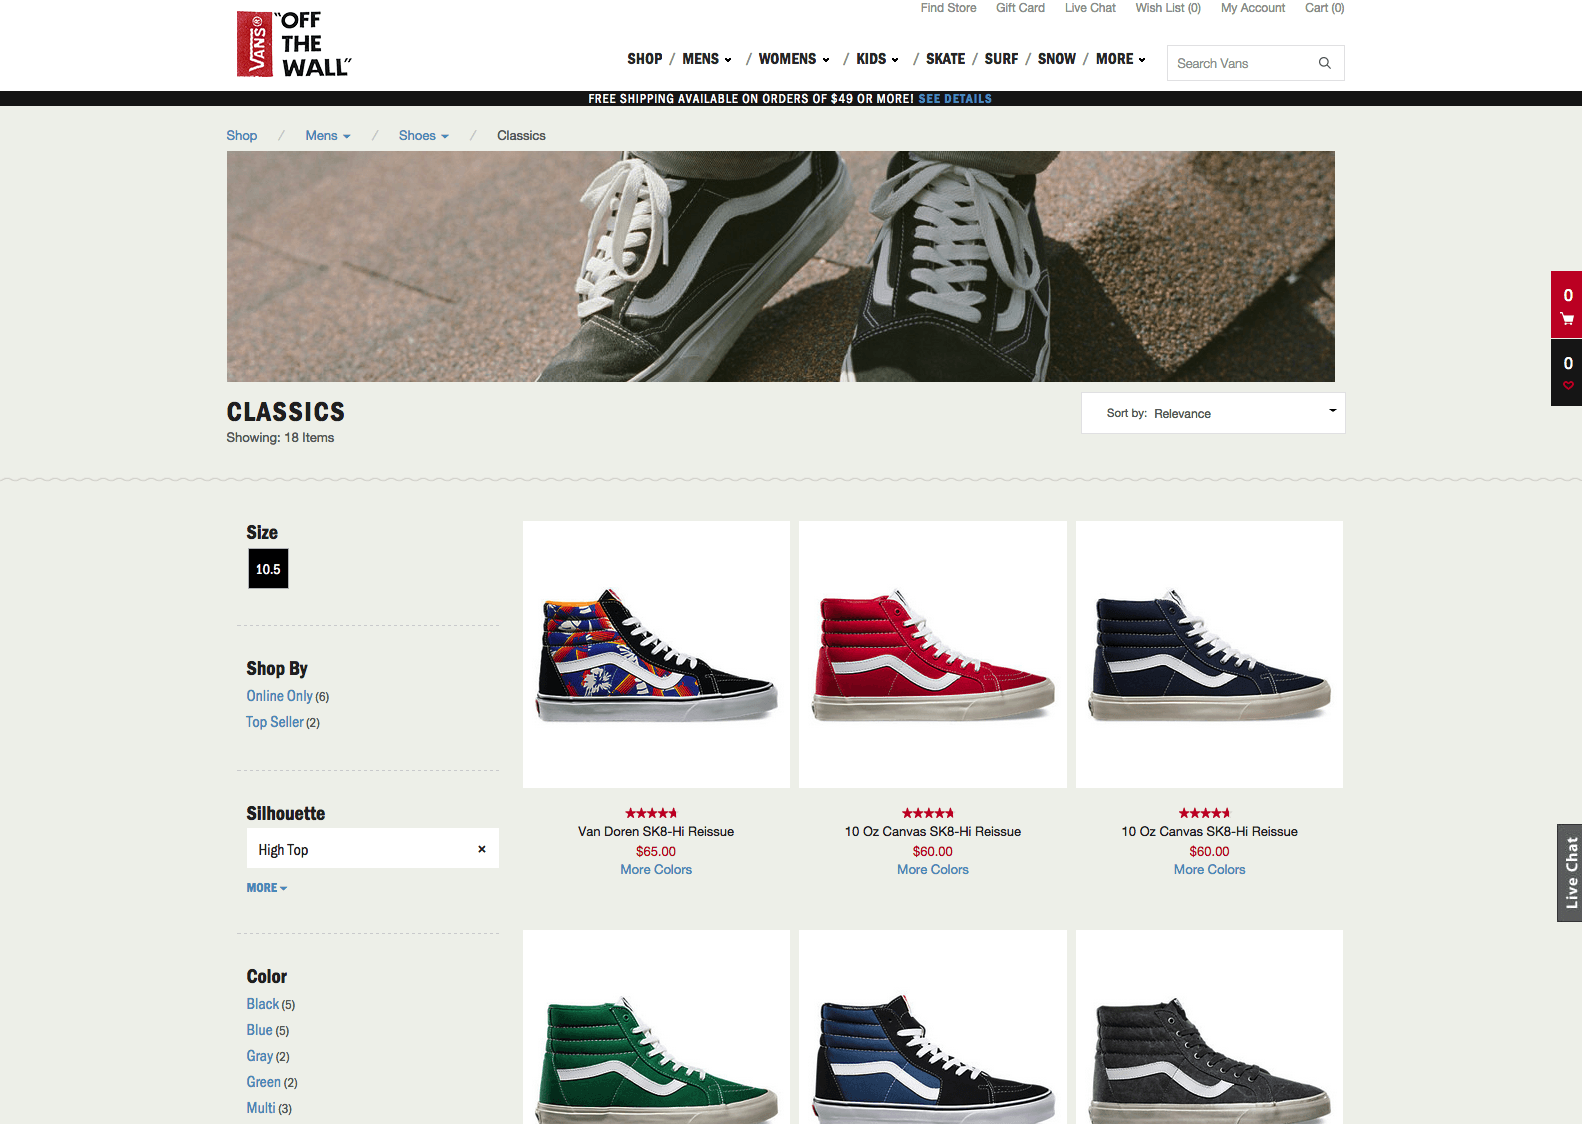 Find Store Gift Card Live Chat Wish List (0) My Account Cart (0)
VANS® "OFF
THE
WALL"
SHOP / MENS / WOMENS / KIDS / SKATE / SURF / SNOW / MORE
Search Vans
FREE SHIPPING AVAILABLE ON ORDERS OF $49 OR MORE! SEE DETAILS
Shop / Mens / Shoes / Classics
0
0
CLASSICS
Showing: 18 Items
Sort by: Relevance
Size
10.5
Shop By
Online Only (6)
Top Seller (2)
Silhouette
High Top ×
MORE
Color
Black (5)
Blue (5)
Gray (2)
Green (2)
Multi (3)
Van Doren SK8-Hi Reissue
$65.00
More Colors
10 Oz Canvas SK8-Hi Reissue
$60.00
More Colors
10 Oz Canvas SK8-Hi Reissue
$60.00
More Colors
Live Chat